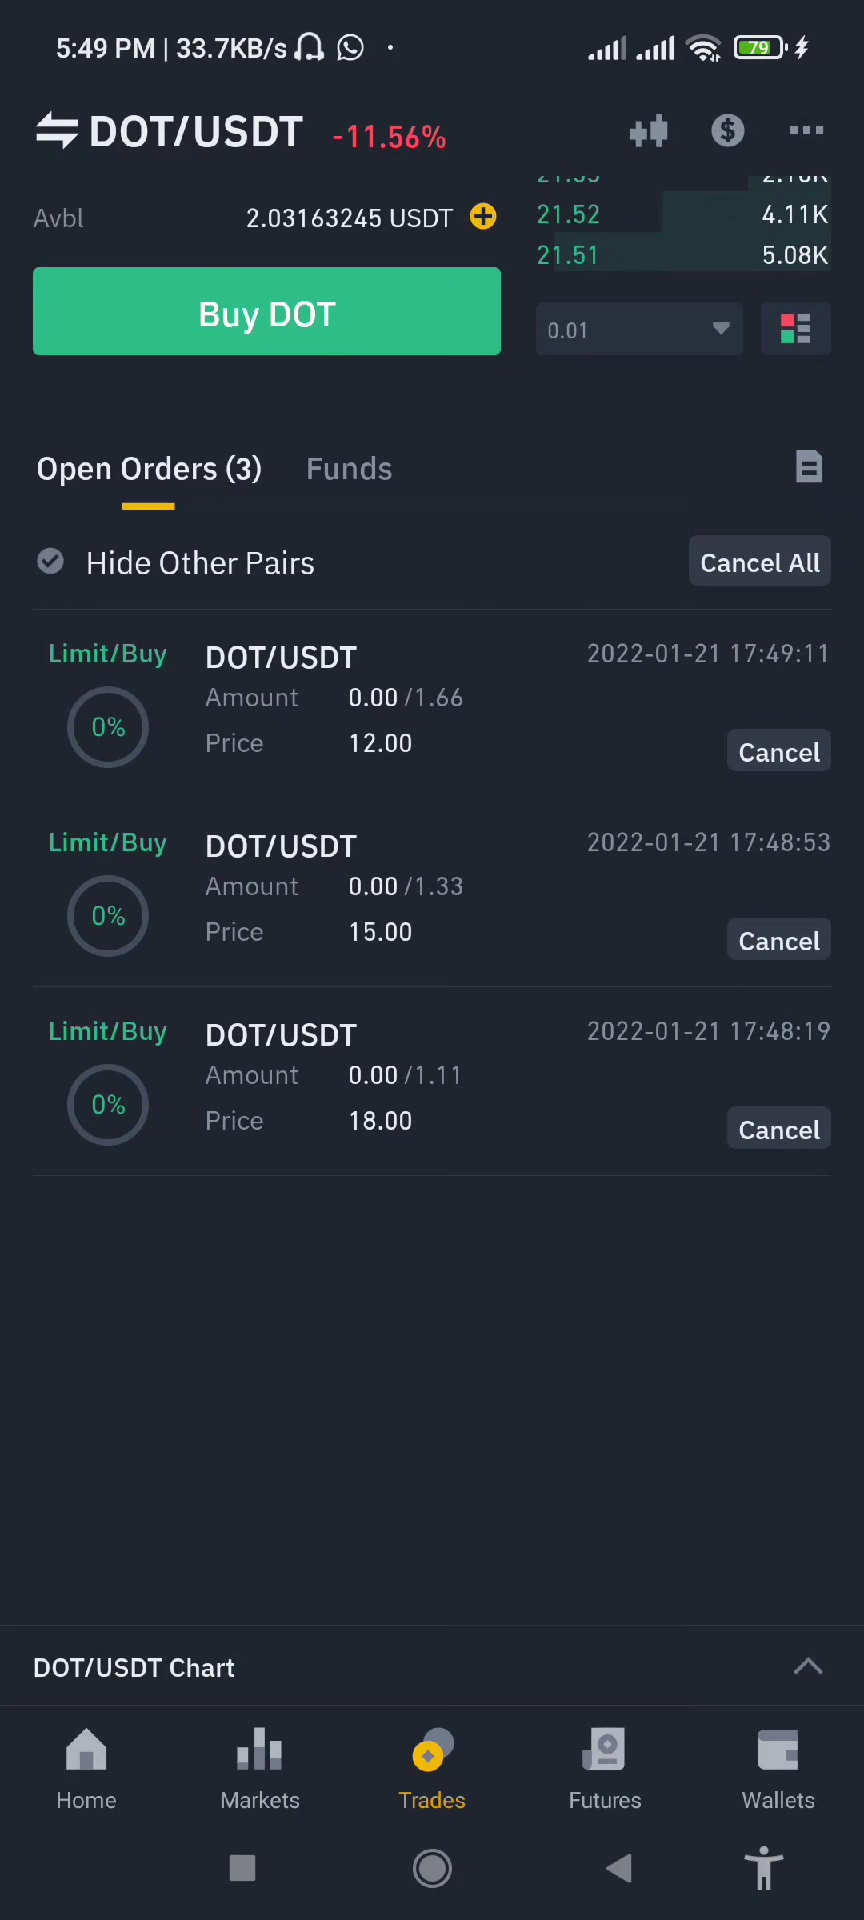 5:49 PM | 33.7KB/s 79
DOT/USDT -11.56%
Avbl 2.03163245 USDT
21.52 4.11K
21.51 5.08K
Buy DOT
0.01
Open Orders (3) Funds
Hide Other Pairs Cancel All
Limit/Buy DOT/USDT 2022-01-21 17:49:11
Amount 0.00 /1.66
0%
Price 12.00
Cancel
Limit/Buy DOT/USDT 2022-01-21 17:48:53
Amount 0.00 /1.33
0%
Price 15.00
Cancel
Limit/Buy DOT/USDT 2022-01-21 17:48:19
Amount 0.00 /1.11
0%
Price 18.00
Cancel
DOT/USDT Chart
Home Markets Trades Futures Wallets